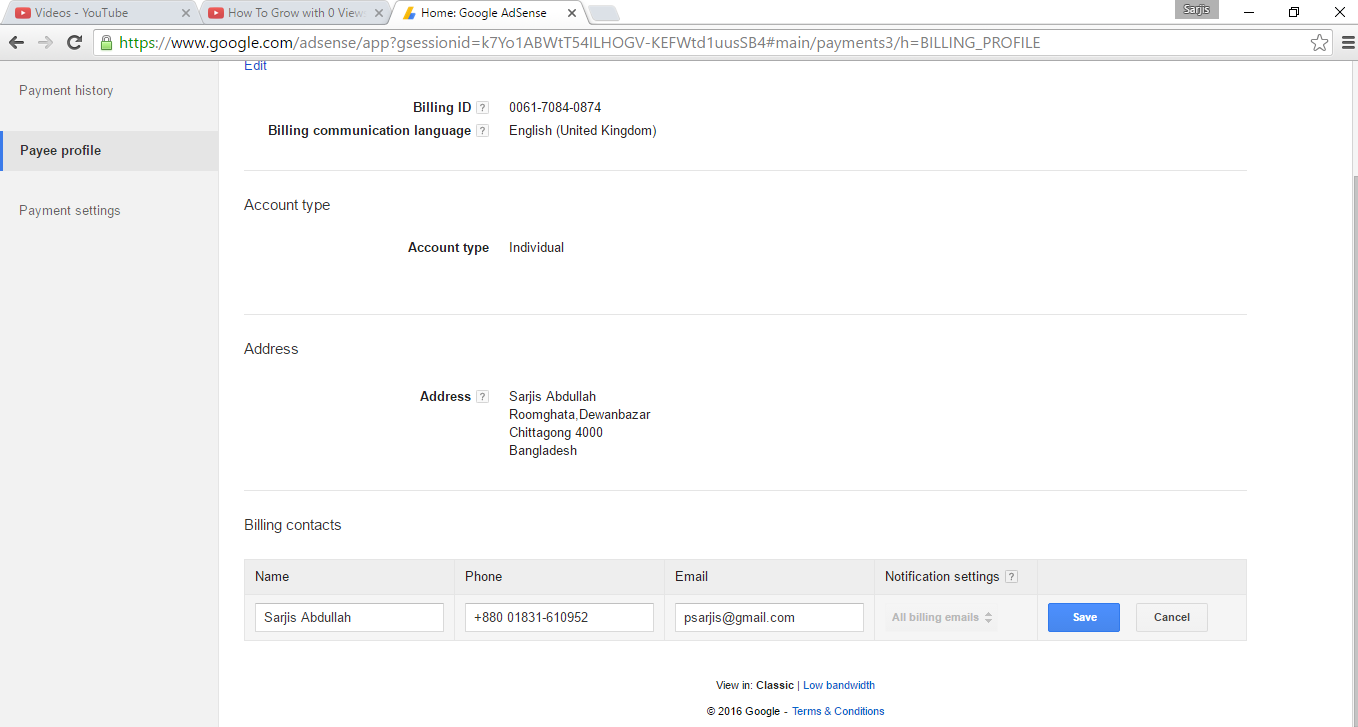 Videos - YouTube
How To Grow with 0 View
Home: Google AdSense
Sarjis
https://www.google.com/adsense/app?gsessionid=k7Yo1ABWtT54ILHOGV-KEFWtd1uusSB4#main/payments3/h=BILLING_PROFILE
Payment history
Payee profile
Payment settings
Edit
Billing ID ? 0061-7084-0874
Billing communication language ? English (United Kingdom)
Account type
Account type Individual
Address
Address ? Sarjis Abdullah
Roomghata,Dewanbazar
Chittagong 4000
Bangladesh
Billing contacts
Name Phone Email Notification settings ?
Sarjis Abdullah +880 01831-610952 psarjis@gmail.com All billing emails Save Cancel
View in: Classic | Low bandwidth
© 2016 Google - Terms & Conditions